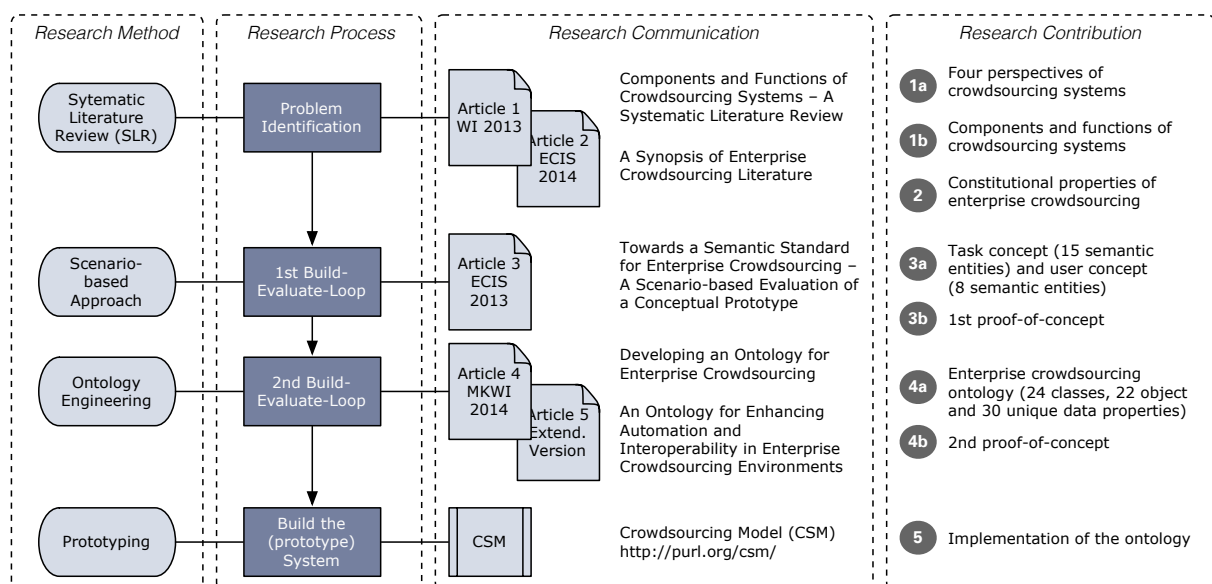 Research Method
Research Process
Research Communication
Research Contribution
Sytematic
Literature
Review (SLR)
Problem
Identification
Article 1
WI 2013
Article 2
ECIS
2014
Components and Functions of
Crowdsourcing Systems – A
Systematic Literature Review
A Synopsis of Enterprise
Crowdsourcing Literature
1a
Four perspectives of
crowdsourcing systems
1b
Components and functions of
crowdsourcing systems
2
Constitutional properties of
enterprise crowdsourcing
Scenario-
based
Approach
1st Build-
Evaluate-Loop
Article 3
ECIS
2013
Towards a Semantic Standard
for Enterprise Crowdsourcing –
A Scenario-based Evaluation of
a Conceptual Prototype
3a
Task concept (15 semantic
entities) and user concept
(8 semantic entities)
3b
1st proof-of-concept
Ontology
Engineering
2nd Build-
Evaluate-Loop
Article 4
MKWI
2014
Article 5
Extend.
Version
Developing an Ontology for
Enterprise Crowdsourcing
An Ontology for Enhancing
Automation and
Interoperability in Enterprise
Crowdsourcing Environments
4a
Enterprise crowdsourcing
ontology (24 classes, 22 object
and 30 unique data properties)
4b
2nd proof-of-concept
Prototyping
Build the
(prototype)
System
CSM
Crowdsourcing Model (CSM)
http://purl.org/csm/
5
Implementation of the ontology